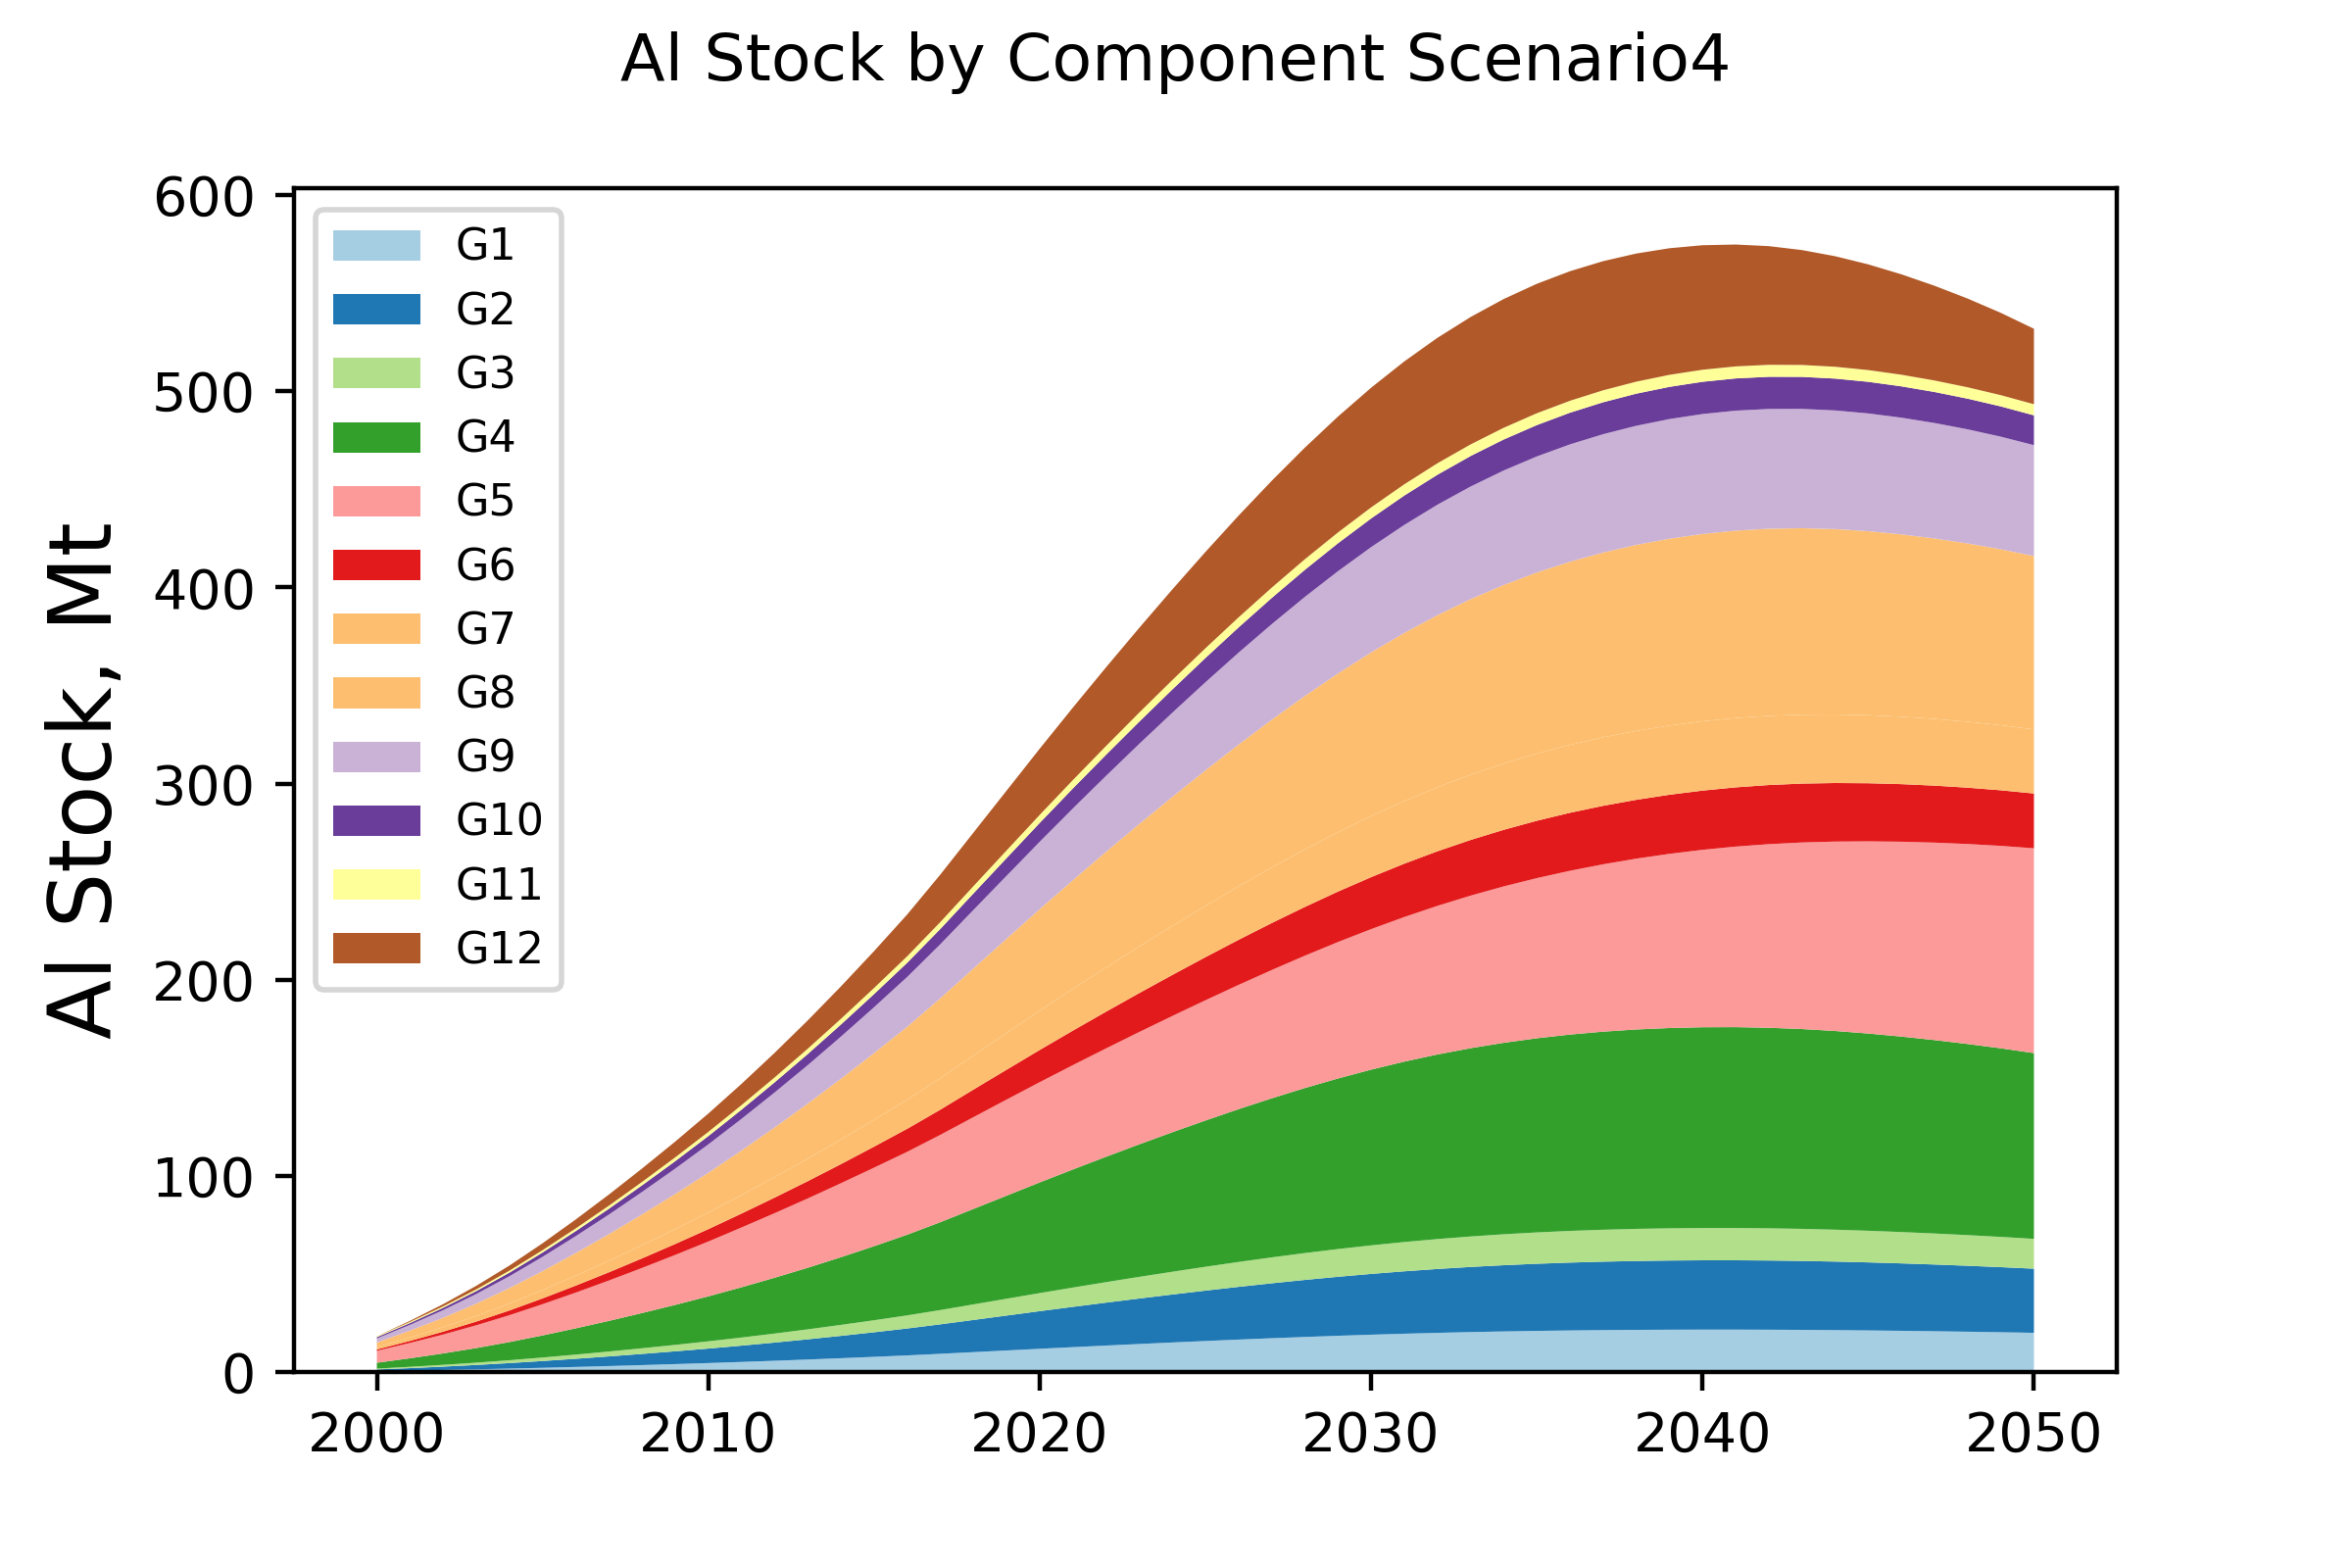 Al Stock by Component Scenario4
Al Stock, Mt
600
500
400
300
200
100
0
G1
G2
G3
G4
G5
G6
G7
G8
G9
G10
G11
G12
2000 2010 2020 2030 2040 2050